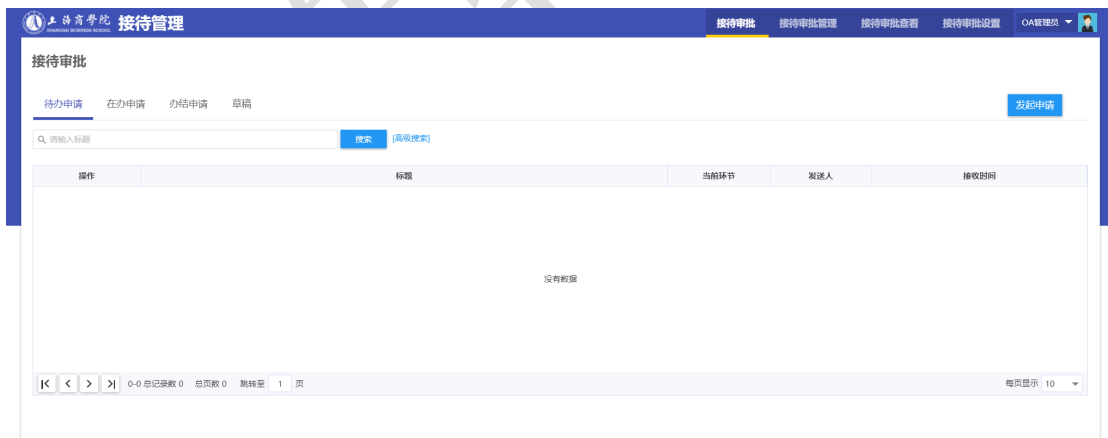 上海商学院 接待管理 接待审批 接待审批管理 接待审批查看 接待审批设置 OA管理员
SHANGHAI BUSINESS SCHOOL
接待审批
待办申请 在办申请 办结申请 草稿 发起申请
请输入标题 搜索 [高级搜索]
操作 标题 当前环节 发送人 接收时间
没有数据
0-0 总记录数 0 总页数 0 跳转至 1 页 每页显示 10